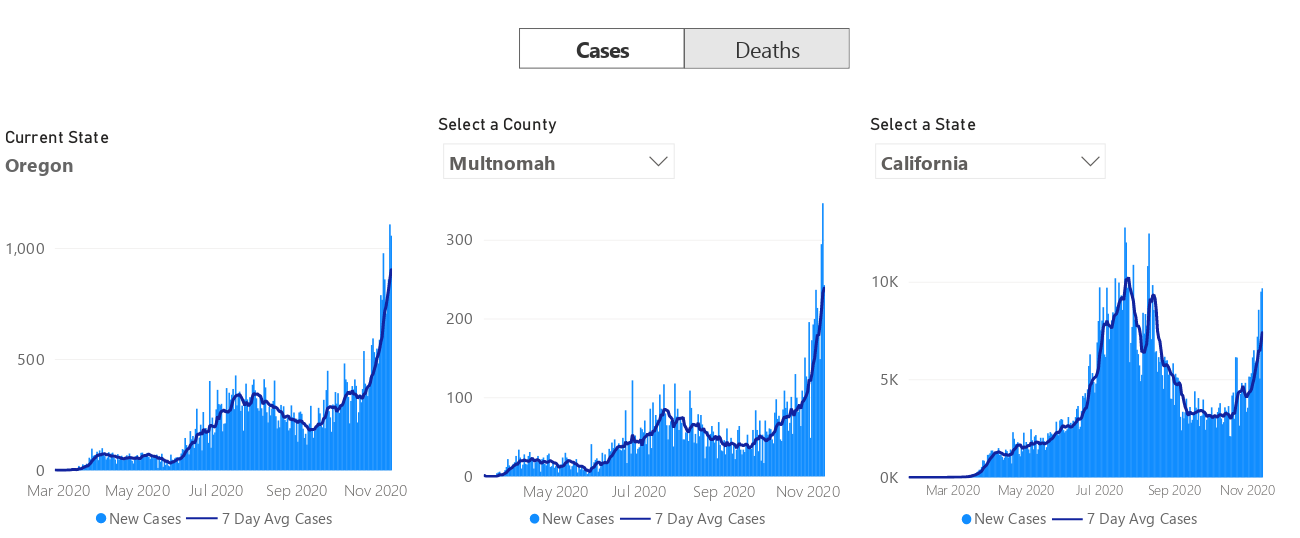 Cases Deaths
Current State
Oregon
1,000
500
0
Mar 2020 May 2020 Jul 2020 Sep 2020 Nov 2020
New Cases 7 Day Avg Cases
Select a County
Multnomah
300
200
100
0
May 2020 Jul 2020 Sep 2020 Nov 2020
New Cases 7 Day Avg Cases
Select a State
California
10K
5K
0K
Mar 2020 May 2020 Jul 2020 Sep 2020 Nov 2020
New Cases 7 Day Avg Cases